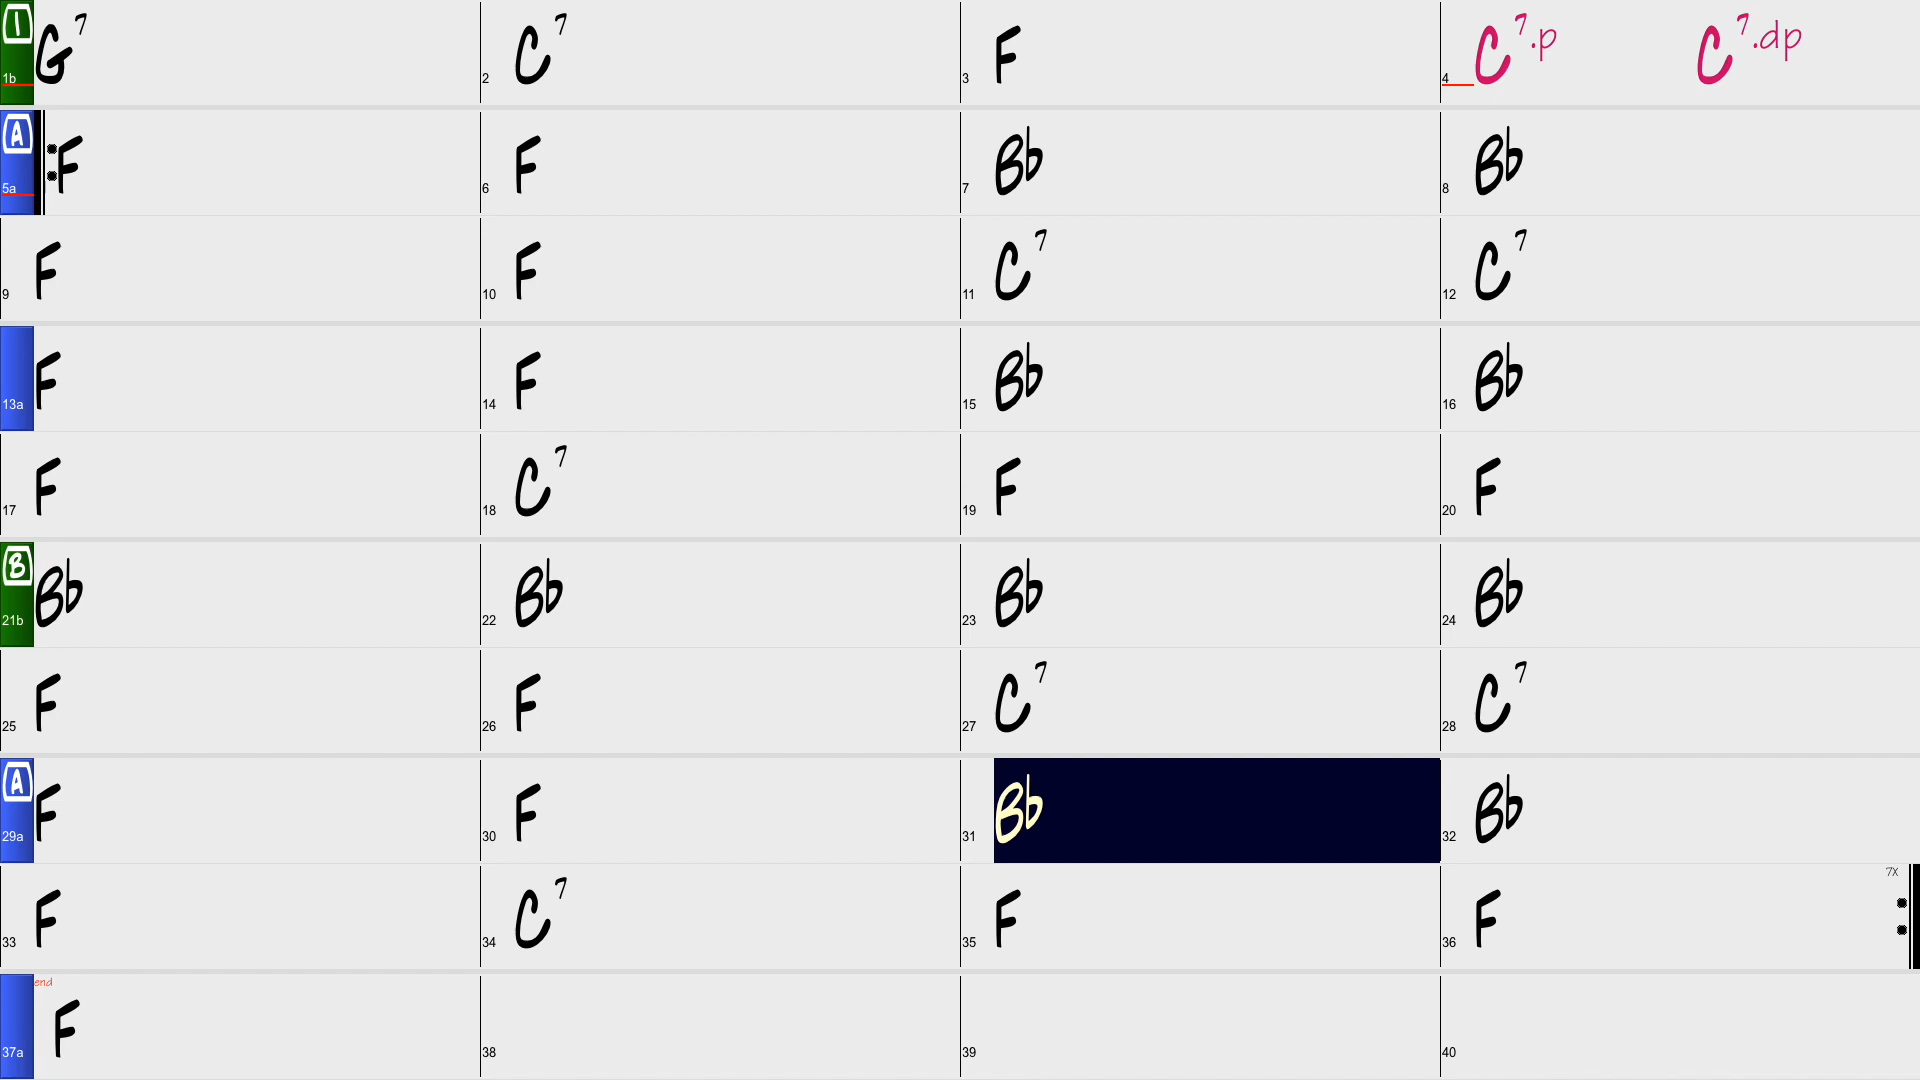 I 1b G7 2 C7 3 F 4 C7.p C7.dp
A 5a F 6 F 7 Bb 8 Bb
9 F 10 F 11 C7 12 C7
13a F 14 F 15 Bb 16 Bb
17 F 18 C7 19 F 20 F
B 21b Bb 22 Bb 23 Bb 24 Bb
25 F 26 F 27 C7 28 C7
A 29a F 30 F 31 Bb 32 Bb
33 F 34 C7 35 F 36 F 7X
37a end F 38 39 40